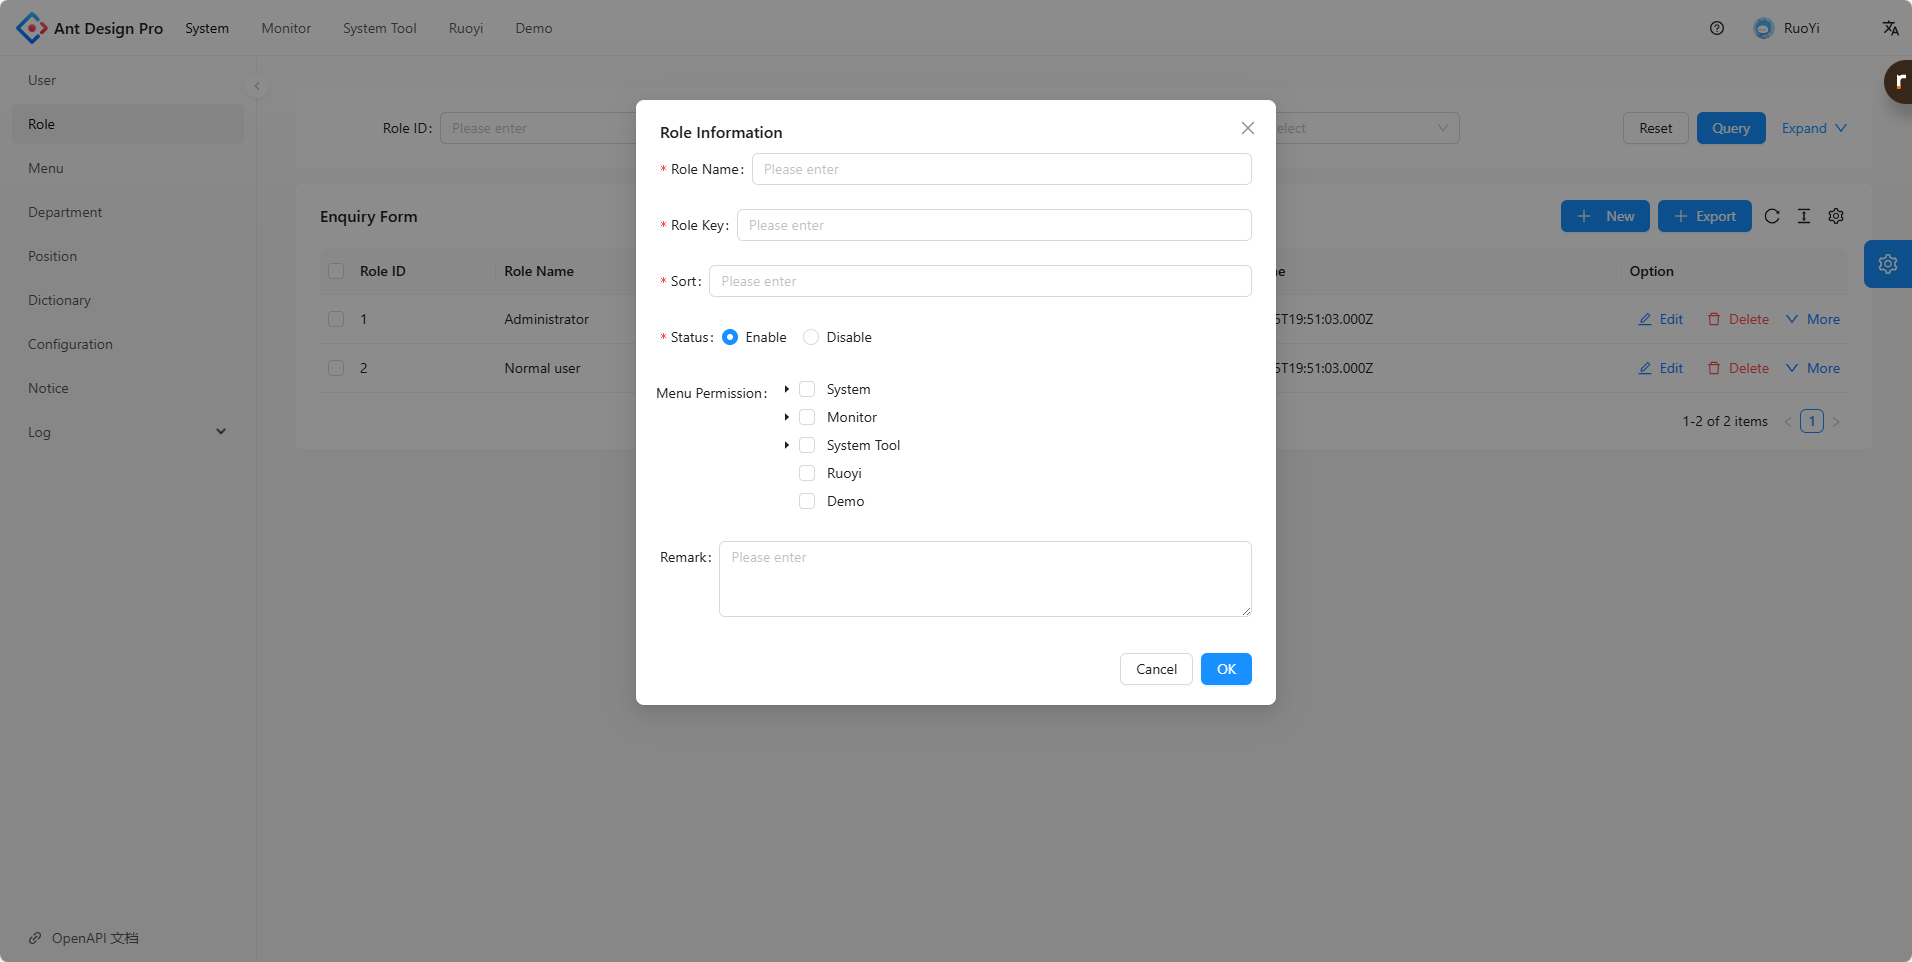 Ant Design Pro System Monitor System Tool Ruoyi Demo RuoYi
User
Role
Menu
Department
Position
Dictionary
Configuration
Notice
Log
OpenAPI 文档
Role ID: Please enter
Reset Query Expand
Enquiry Form
New Export
Role ID Role Name Option
1 Administrator 5T19:51:03.000Z Edit Delete More
2 Normal user 5T19:51:03.000Z Edit Delete More
1-2 of 2 items 1
Role Information
* Role Name: Please enter
* Role Key: Please enter
* Sort: Please enter
* Status: Enable Disable
Menu Permission: System
Monitor
System Tool
Ruoyi
Demo
Remark: Please enter
Cancel OK